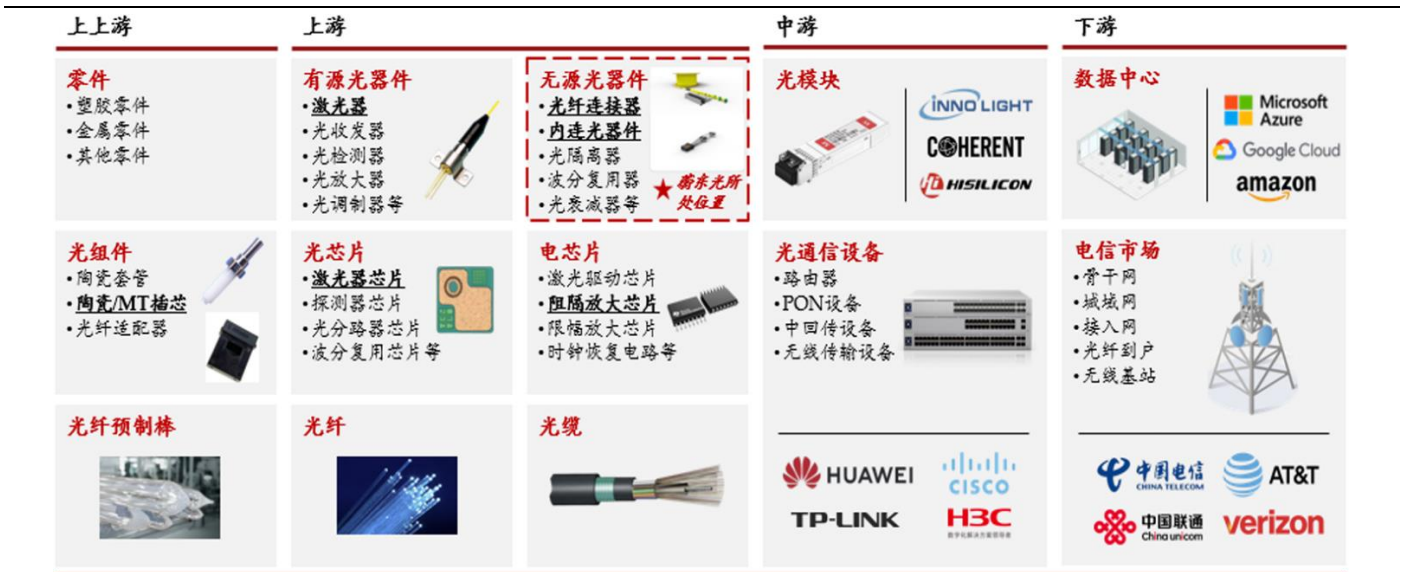 上上游
上游
中游
下游
零件
•塑胶零件
•金属零件
•其他零件
有源光器件
•激光器
•光收发器
•光检测器
•光放大器
•光调制器等
无源光器件
•光纤连接器
•内连光器件
•光隔离器
•波分复用器
•光衰减器等
★蘅东光所
处位置
光模块
INNOLIGHT
COHERENT
HISILICON
数据中心
Microsoft
Azure
Google Cloud
amazon
光组件
•陶瓷套管
•陶瓷/MT插芯
•光纤适配器
光芯片
•激光器芯片
•探测器芯片
•光分路器芯片
•波分复用芯片等
电芯片
•激光驱动芯片
•阻隔放大芯片
•限幅放大芯片
•时钟恢复电路等
光通信设备
•路由器
•PON设备
•中回传设备
•无线传输设备
电信市场
•骨干网
•城域网
•接入网
•光纤到户
•无线基站
光纤预制棒
光纤
光缆
HUAWEI
CISCO
TP-LINK
H3C
数字化解决方案领导者
中国电信
CHINA TELECOM
AT&T
中国联通
China unicom
verizon